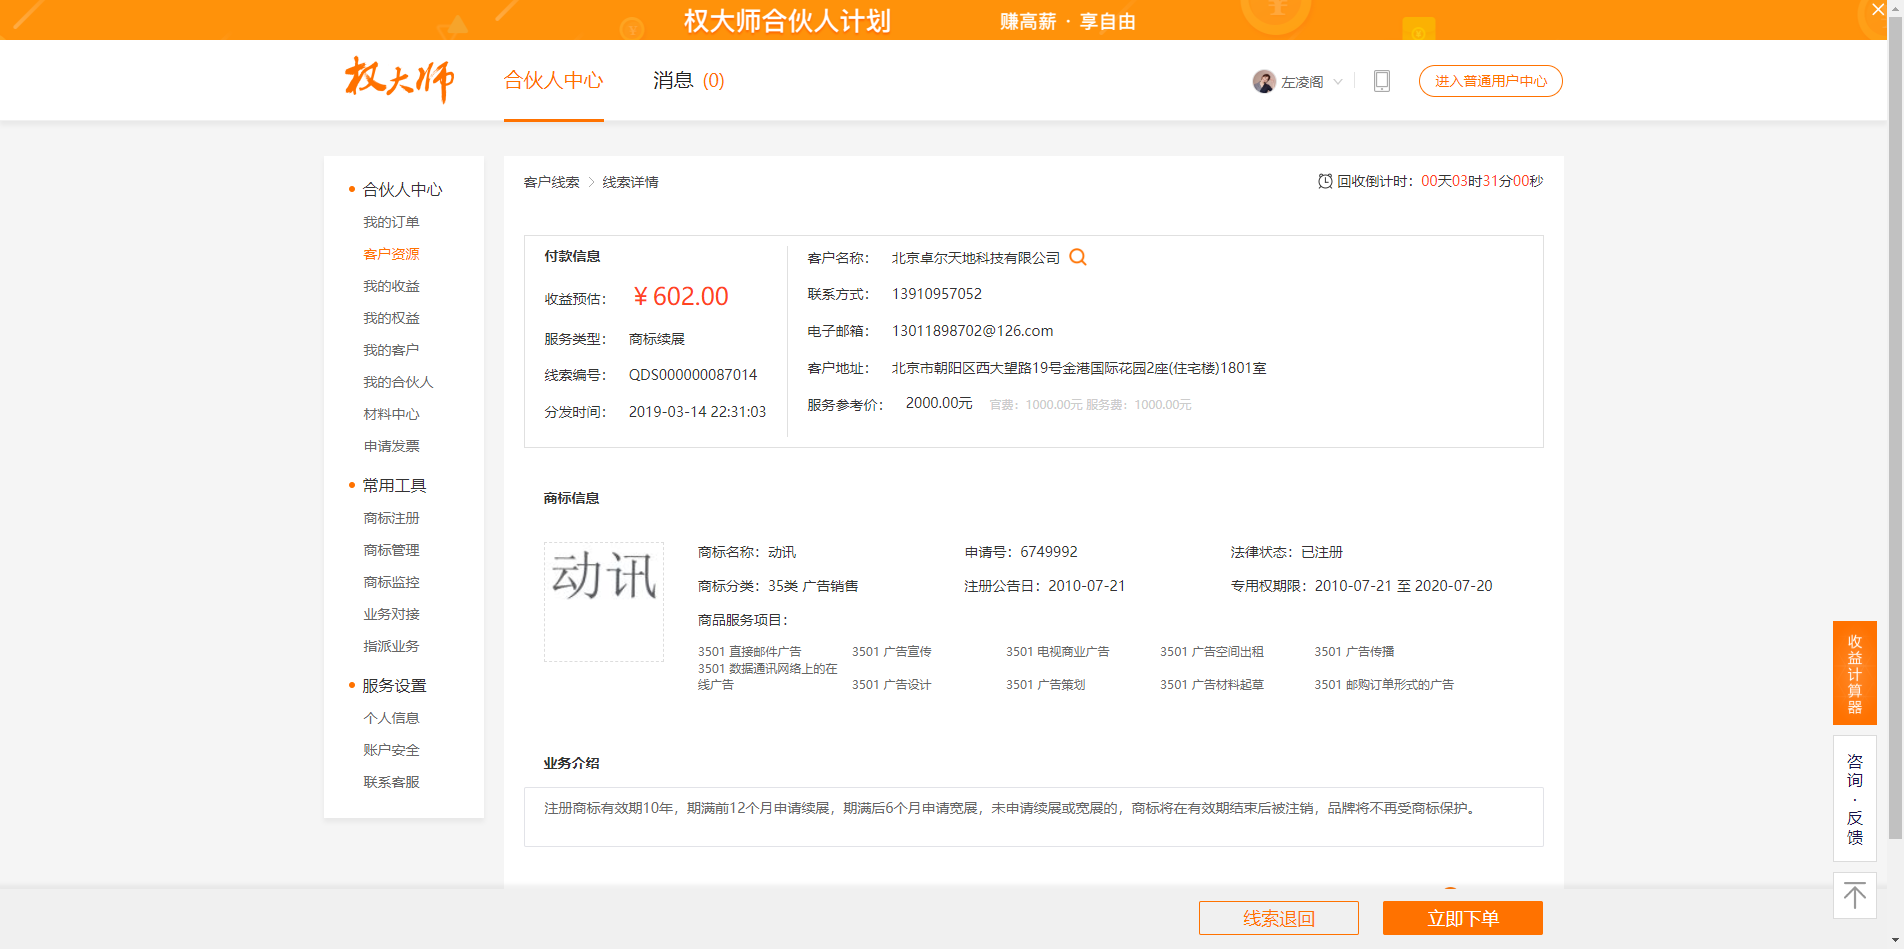 权大师合伙人计划 赚高薪 · 享自由
权大师 合伙人中心 消息 (0) 左凌阁 进入普通用户中心
合伙人中心
我的订单
客户资源
我的收益
我的权益
我的客户
我的合伙人
材料中心
申请发票
常用工具
商标注册
商标管理
商标监控
业务对接
指派业务
服务设置
个人信息
账户安全
联系客服
客户线索 > 线索详情 回收倒计时：00天03时31分00秒
付款信息
收益预估： ¥602.00
服务类型： 商标续展
线索编号： QDS000000087014
分发时间： 2019-03-14 22:31:03
客户名称： 北京卓尔天地科技有限公司
联系方式： 13910957052
电子邮箱： 13011898702@126.com
客户地址： 北京市朝阳区西大望路19号金港国际花园2座(住宅楼)1801室
服务参考价： 2000.00元 官费：1000.00元 服务费：1000.00元
商标信息
动讯
商标名称：动讯 申请号：6749992 法律状态：已注册
商标分类：35类 广告销售 注册公告日：2010-07-21 专用权期限：2010-07-21 至 2020-07-20
商品服务项目：
3501 直接邮件广告 3501 广告宣传 3501 电视商业广告 3501 广告空间出租 3501 广告传播
3501 数据通讯网络上的在
线广告 3501 广告设计 3501 广告策划 3501 广告材料起草 3501 邮购订单形式的广告
业务介绍
注册商标有效期10年，期满前12个月申请续展，期满后6个月申请宽展，未申请续展或宽展的，商标将在有效期结束后被注销，品牌将不再受商标保护。
线索退回 立即下单
收益计算器
咨询·反馈